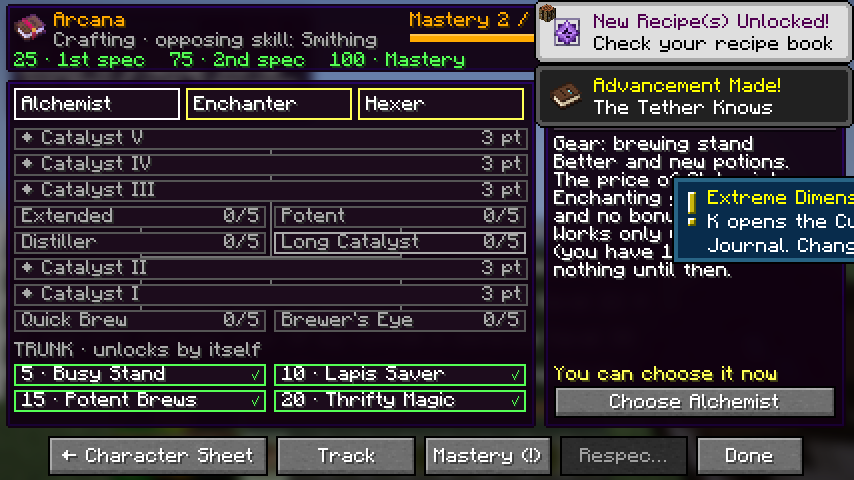 Arcana
Mastery 2 /
Crafting · opposing skill: Smithing
25 · 1st spec 75 · 2nd spec 100 · Mastery
New Recipe(s) Unlocked!
Check your recipe book
Advancement Made!
The Tether Knows
Alchemist
Enchanter
Hexer
Catalyst V 3 pt
Catalyst IV 3 pt
Catalyst III 3 pt
Extended 0/5
Potent 0/5
Distiller 0/5
Long Catalyst 0/5
Catalyst II 3 pt
Catalyst I 3 pt
Quick Brew 0/5
Brewer's Eye 0/5
TRUNK · unlocks by itself
5 · Busy Stand ✓
10 · Lapis Saver ✓
15 · Potent Brews ✓
20 · Thrifty Magic ✓
Gear: brewing stand
Better and new potions.
The price of
Enchanting
and no bonu
Works only
(you have 1
nothing until then.
Extreme Dimens
K opens the Cu
Journal. Chang
You can choose it now
Choose Alchemist
← Character Sheet
Track
Mastery (!)
Respec...
Done